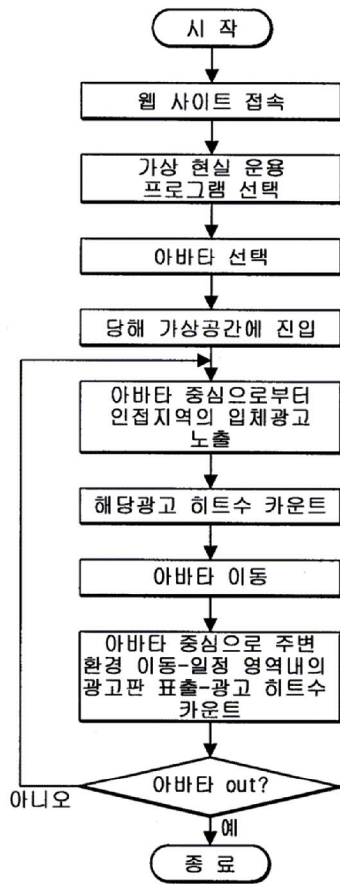 시 작
웹 사이트 접속
가상 현실 운용
프로그램 선택
아바타 선택
당해 가상공간에 진입
아바타 중심으로부터
인접지역의 입체광고
노출
해당광고 히트수 카운트
아바타 이동
아바타 중심으로 주변
환경 이동-일정 영역내의
광고판 표출-광고 히트수
카운트
아바타 out?
아니오
예
종 료